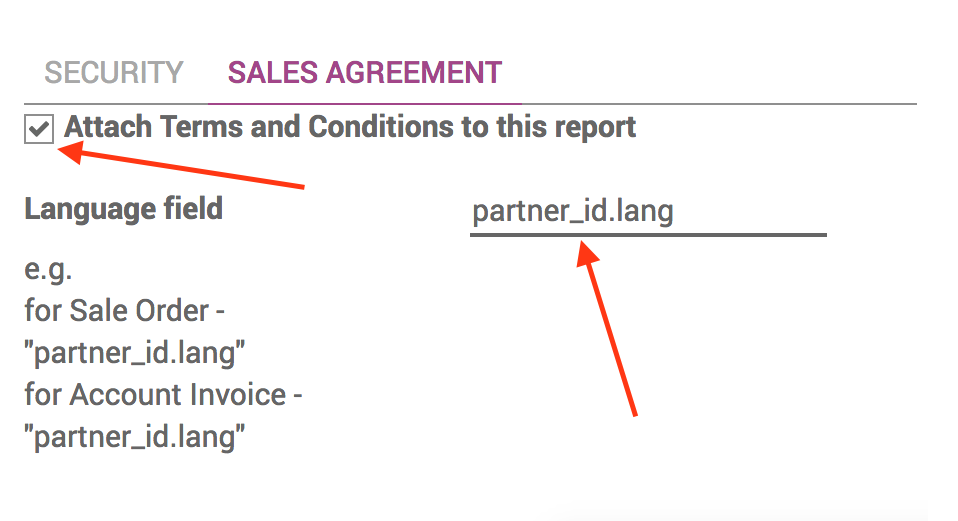 SECURITY SALES AGREEMENT
Attach Terms and Conditions to this report
Language field partner_id.lang
e.g.
for Sale Order -
"partner_id.lang"
for Account Invoice -
"partner_id.lang"